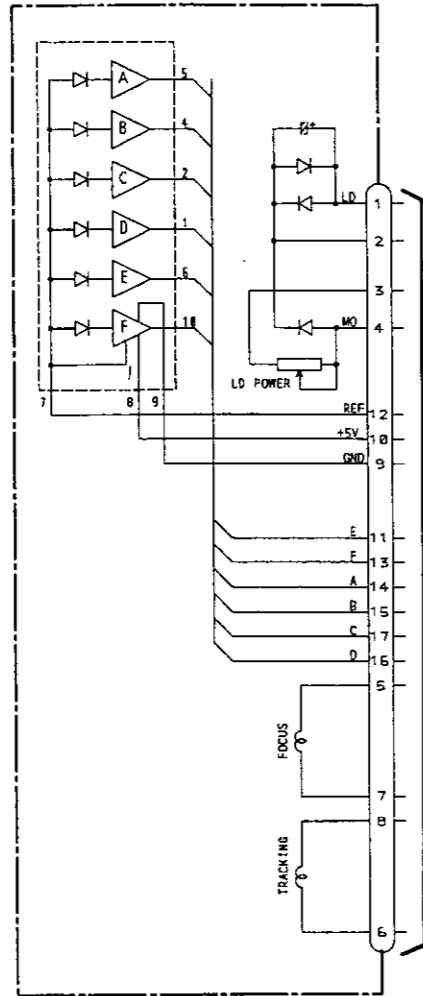 A 5
B 4
C 2
D 1
E 6
F 10
7 8 9
LD 1
2
3
MO 4
LD POWER
REF 12
+5V 10
GND 9
E 11
F 13
A 14
B 15
C 17
D 16
5
FOCUS
7
8
TRACKING
6